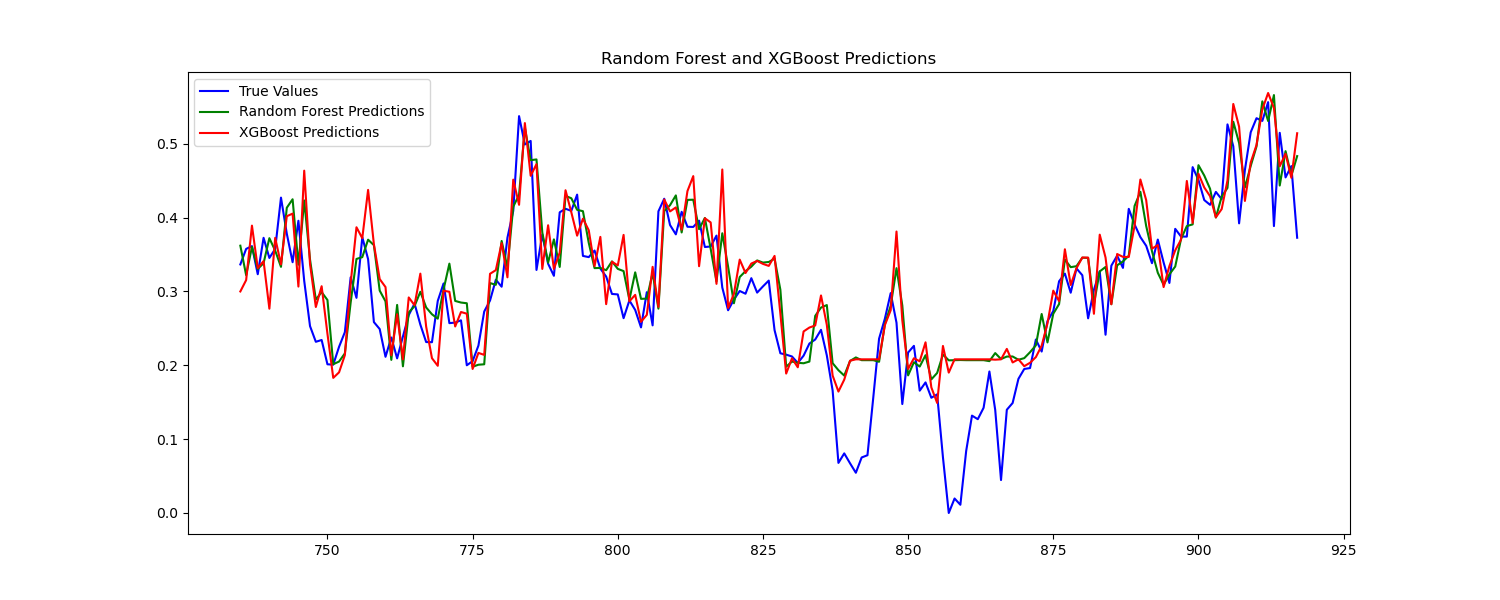 Random Forest and XGBoost Predictions
True Values
Random Forest Predictions
XGBoost Predictions
0.5
0.4
0.3
0.2
0.1
0.0
750 775 800 825 850 875 900 925